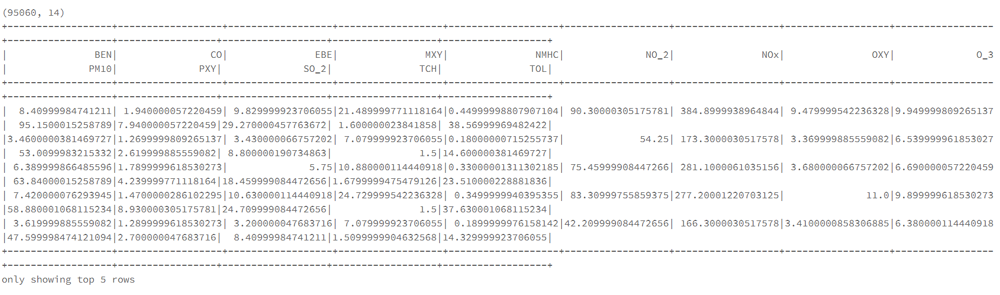 (95060, 14)
+------------------+------------------+------------------+------------------+-------------------+------------------+------------------+------------------+-----------------
+------------------+-----------------+------------------+------------------+------------------+
|               BEN|                CO|               EBE|               MXY|               NMHC|              NO_2|               NOx|               OXY|              O_3
|              PM10|              PXY|              SO_2|               TCH|               TOL|
+------------------+------------------+------------------+------------------+-------------------+------------------+------------------+------------------+-----------------
+------------------+-----------------+------------------+------------------+------------------+
|  8.40999984741211| 1.940000057220459| 9.829999923706055|21.489999771118164|0.44999998807907104| 90.30000305175781| 384.8999938964844| 9.479999542236328|9.949999809265137
|  95.1500015258789|7.940000057220459|29.270000457763672| 1.600000023841858| 38.56999969482422|
|3.4600000381469727|1.2699999809265137| 3.430000066757202| 7.079999923706055|0.18000000715255737|             54.25| 173.3000030517578| 3.369999885559082|6.539999961853027
|  53.0099983215332|2.619999885559082| 8.800000190734863|               1.5|14.600000381469727|
| 6.389999866485596|1.7899999618530273|              5.75|10.880000114440918|0.33000001311302185| 75.45999908447266| 281.1000061035156| 3.680000066757202|6.690000057220459
| 63.84000015258789|4.239999771118164|18.459999084472656|1.6799999475479126|23.510000228881836|
| 7.420000076293945|1.4700000286102295|10.630000114440918|24.729999542236328| 0.3499999940395355| 83.30999755859375|277.20001220703125|              11.0|9.899999618530273
|58.880001068115234|8.930000305175781|24.709999084472656|               1.5|37.630001068115234|
| 3.619999885559082|1.2899999618530273| 3.200000047683716| 7.079999923706055| 0.1899999976158142|42.209999084472656| 166.3000030517578|3.4100000858306885|6.380000114440918
|47.599998474121094|2.700000047683716|  8.40999984741211|1.5099999904632568|14.329999923706055|
+------------------+------------------+------------------+------------------+-------------------+------------------+------------------+------------------+-----------------
+------------------+-----------------+------------------+------------------+------------------+
only showing top 5 rows